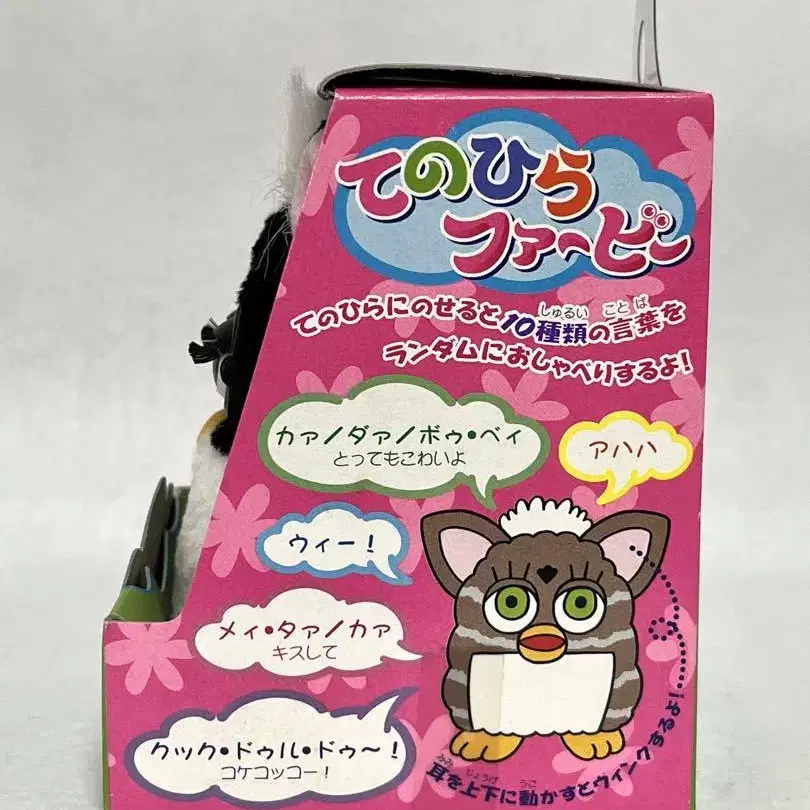 てのひら
ファ〜ビー
てのひらにのせると10種類の言葉を
しゅるい ことば
ランダムにおしゃべりするよ!
カァ/ダァ/ボゥ•ベイ
とってもこわいよ
アハハ
ウィー!
メィ•タァ/カァ
キスして
クック•ドゥル•ドゥ〜!
コケコッコー!
耳を上下に動かすとウィンクするよ!
みみ じょうげ うご